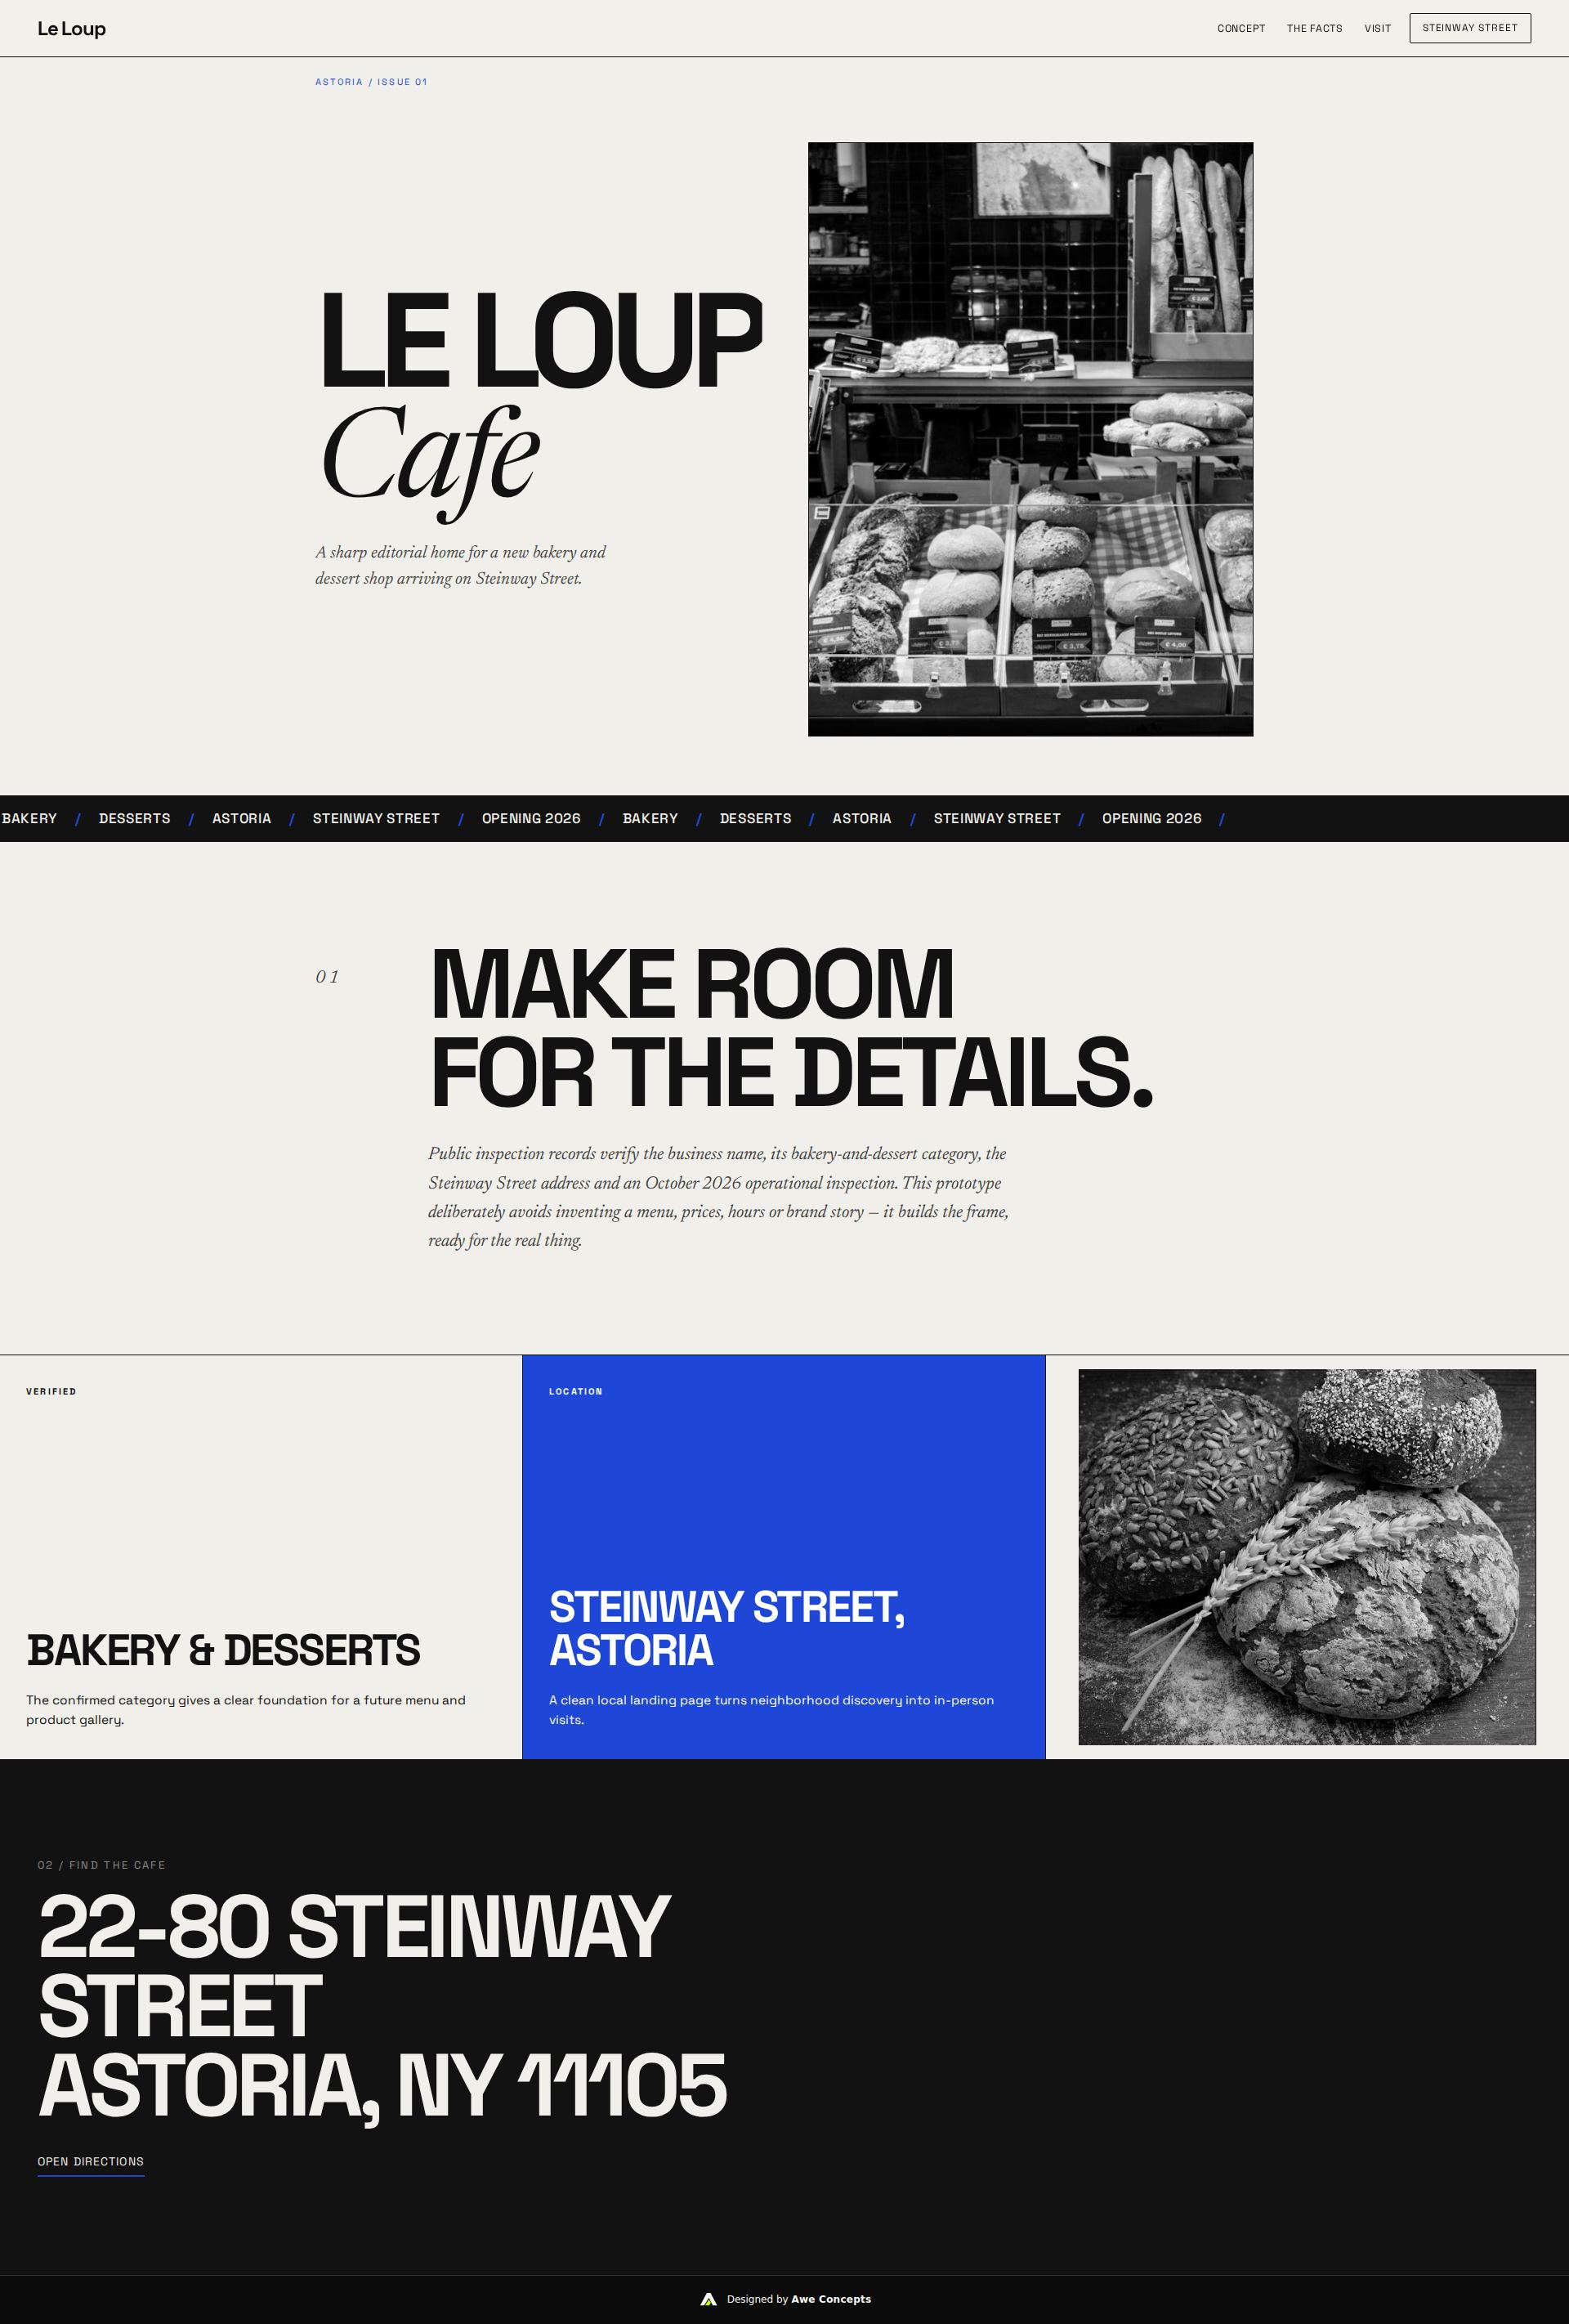 Le Loup
CONCEPT THE FACTS VISIT STEINWAY STREET
ASTORIA / ISSUE 01
LE LOUP
Cafe
A sharp editorial home for a new bakery and
dessert shop arriving on Steinway Street.
BAKERY / DESSERTS / ASTORIA / STEINWAY STREET / OPENING 2026 / BAKERY / DESSERTS / ASTORIA / STEINWAY STREET / OPENING 2026 /
01
MAKE ROOM
FOR THE DETAILS.
Public inspection records verify the business name, its bakery-and-dessert category, the
Steinway Street address and an October 2026 operational inspection. This prototype
deliberately avoids inventing a menu, prices, hours or brand story — it builds the frame,
ready for the real thing.
VERIFIED
BAKERY & DESSERTS
The confirmed category gives a clear foundation for a future menu and
product gallery.
LOCATION
STEINWAY STREET,
ASTORIA
A clean local landing page turns neighborhood discovery into in-person
visits.
02 / FIND THE CAFE
22-80 STEINWAY
STREET
ASTORIA, NY 11105
OPEN DIRECTIONS
Designed by Awe Concepts